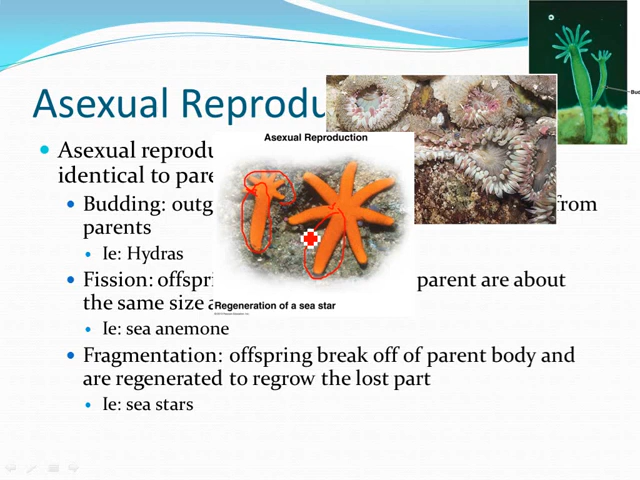 Asexual Reprodu
Bud
Asexual Reproduction
Asexual reprodu
identical to pare
Budding: outg from
parents
Ie: Hydras
Fission: offspri parent are about
the same size
Regeneration of a sea star
Ie: sea anemone
Fragmentation: offspring break off of parent body and
are regenerated to regrow the lost part
Ie: sea stars